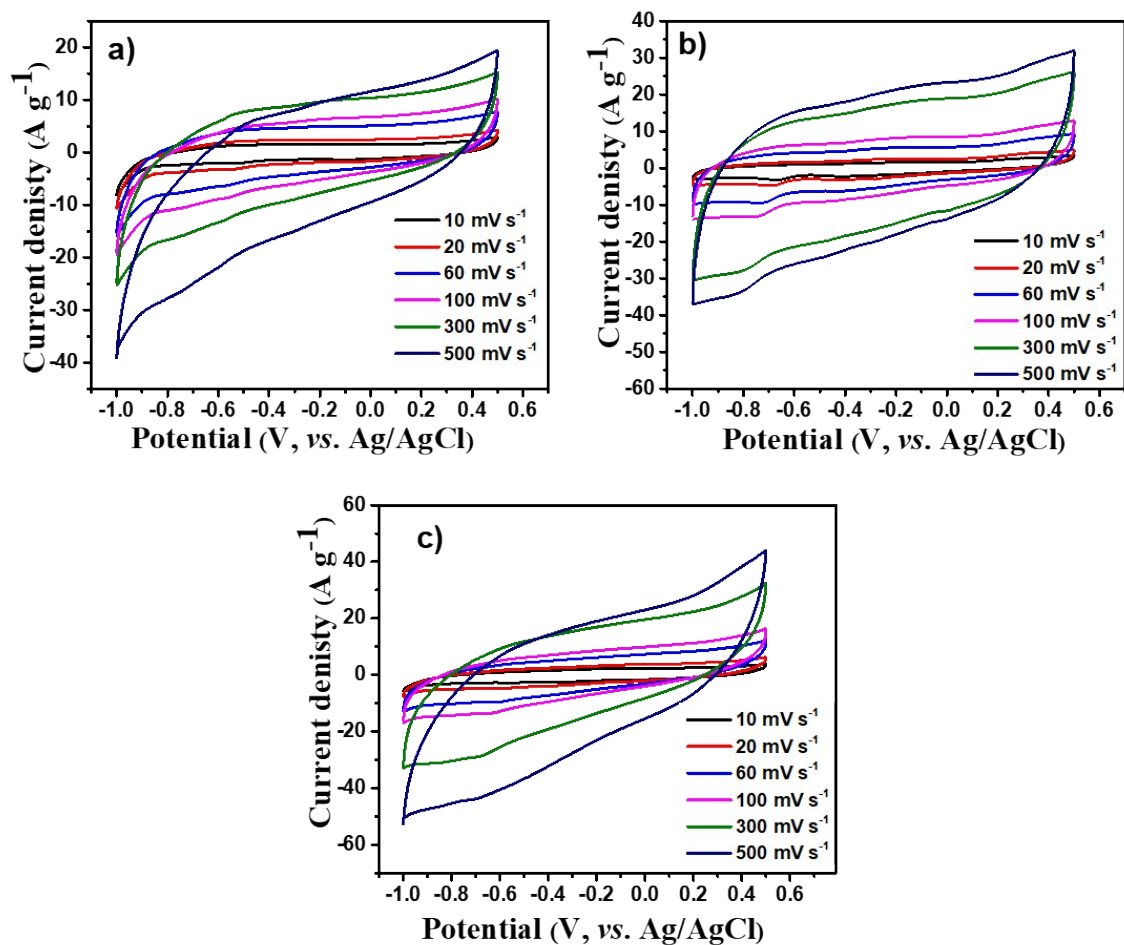 a)
Current denisty (A g-1)
20
10
0
-10
-20
-30
-40
10 mV s-1
20 mV s-1
60 mV s-1
100 mV s-1
300 mV s-1
500 mV s-1
-1.0 -0.8 -0.6 -0.4 -0.2 0.0 0.2 0.4 0.6
Potential (V, vs. Ag/AgCl)
b)
Current denisty (A g-1)
40
30
20
10
0
-10
-20
-30
-40
-50
-60
10 mV s-1
20 mV s-1
60 mV s-1
100 mV s-1
300 mV s-1
500 mV s-1
-1.0 -0.8 -0.6 -0.4 -0.2 0.0 0.2 0.4 0.6
Potential (V, vs. Ag/AgCl)
c)
Current denisty (A g-1)
60
40
20
0
-20
-40
-60
10 mV s-1
20 mV s-1
60 mV s-1
100 mV s-1
300 mV s-1
500 mV s-1
-1.0 -0.8 -0.6 -0.4 -0.2 0.0 0.2 0.4 0.6
Potential (V, vs. Ag/AgCl)